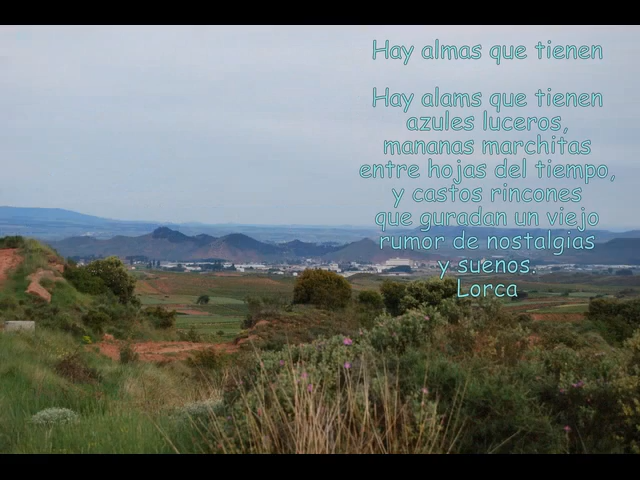 Hay almas que tienen
Hay alams que tienen
azules luceros,
mananas marchitas
entre hojas del tiempo,
y castos rincones
que guradan un viejo
rumor de nostalgias
y suenos.
Lorca